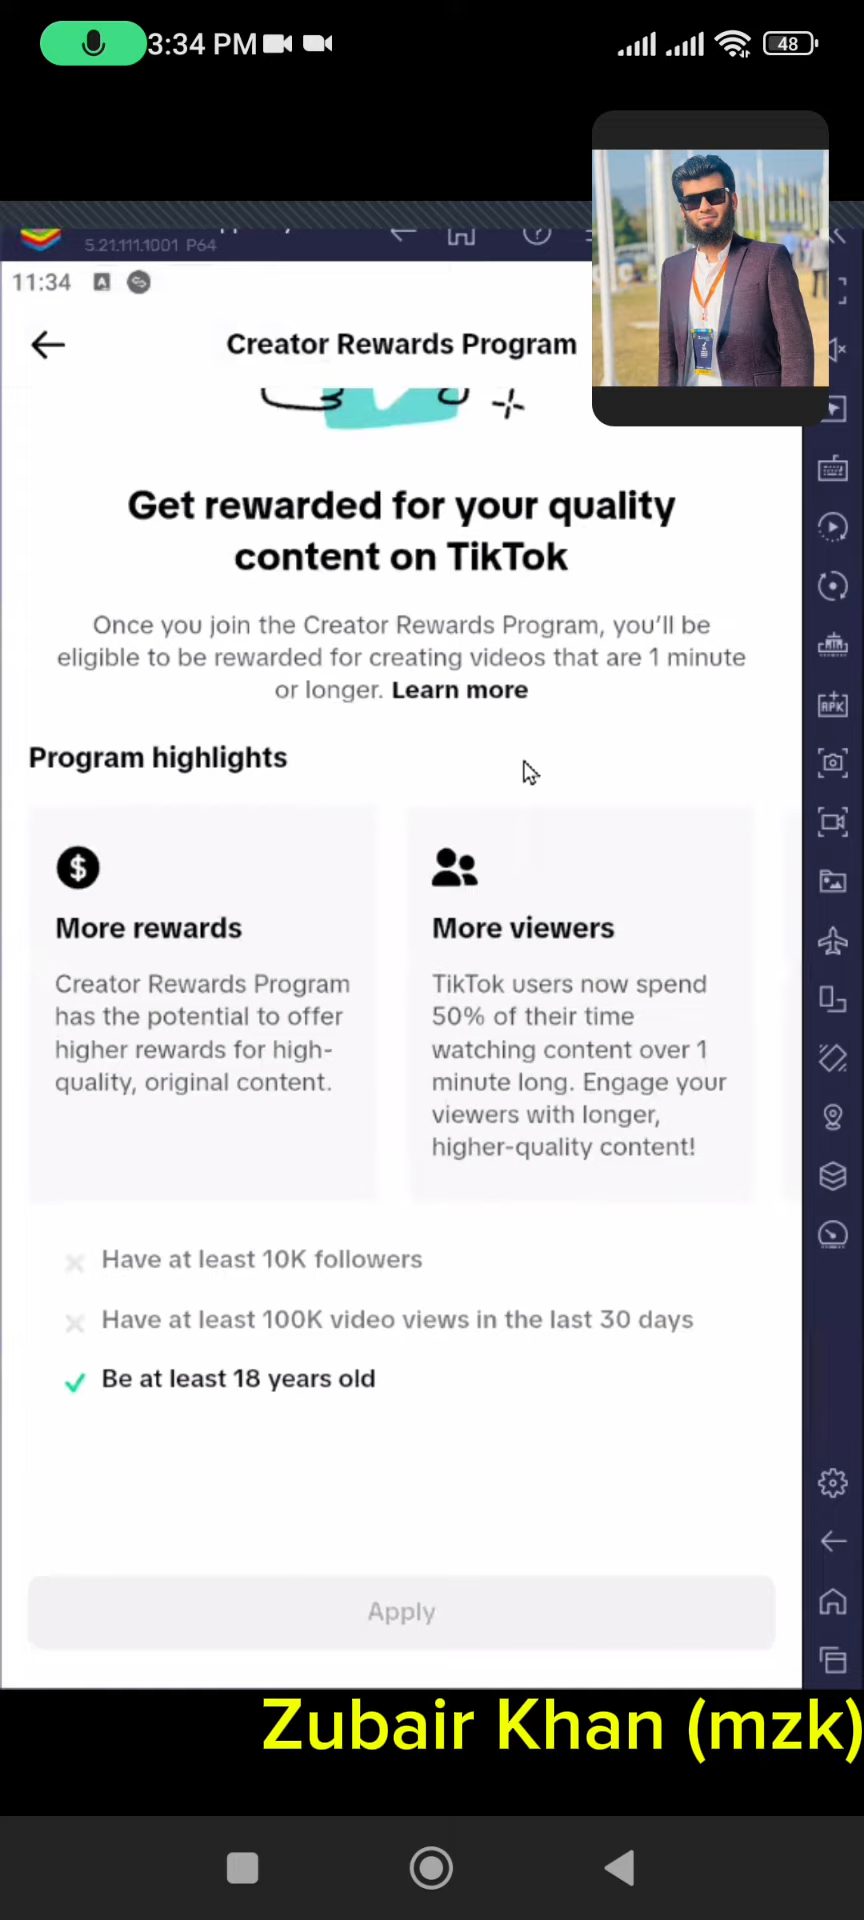 3:34 PM
48
5.21.111.1001 P64
11:34
Creator Rewards Program
Get rewarded for your quality
content on TikTok
Once you join the Creator Rewards Program, you'll be
eligible to be rewarded for creating videos that are 1 minute
or longer. Learn more
Program highlights
More rewards
Creator Rewards Program
has the potential to offer
higher rewards for high-
quality, original content.
More viewers
TikTok users now spend
50% of their time
watching content over 1
minute long. Engage your
viewers with longer,
higher-quality content!
Have at least 10K followers
Have at least 100K video views in the last 30 days
Be at least 18 years old
Apply
APK
Zubair Khan (mzk)